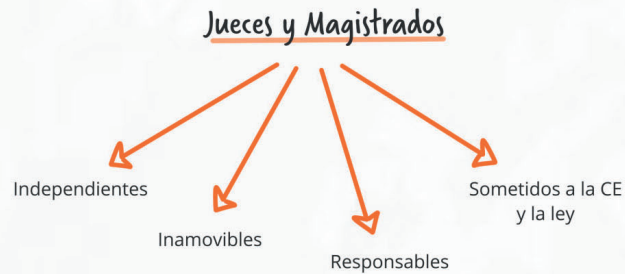 Jueces y Magistrados
Independientes
Inamovibles
Responsables
Sometidos a la CE
y la ley